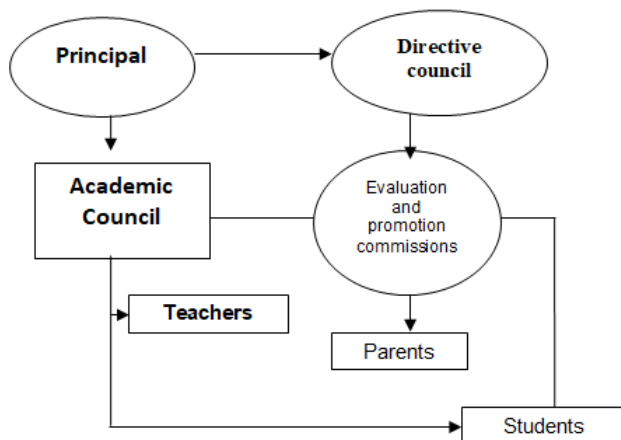 Principal
Directive
council
Academic
Council
Evaluation
and
promotion
commissions
Teachers
Parents
Students